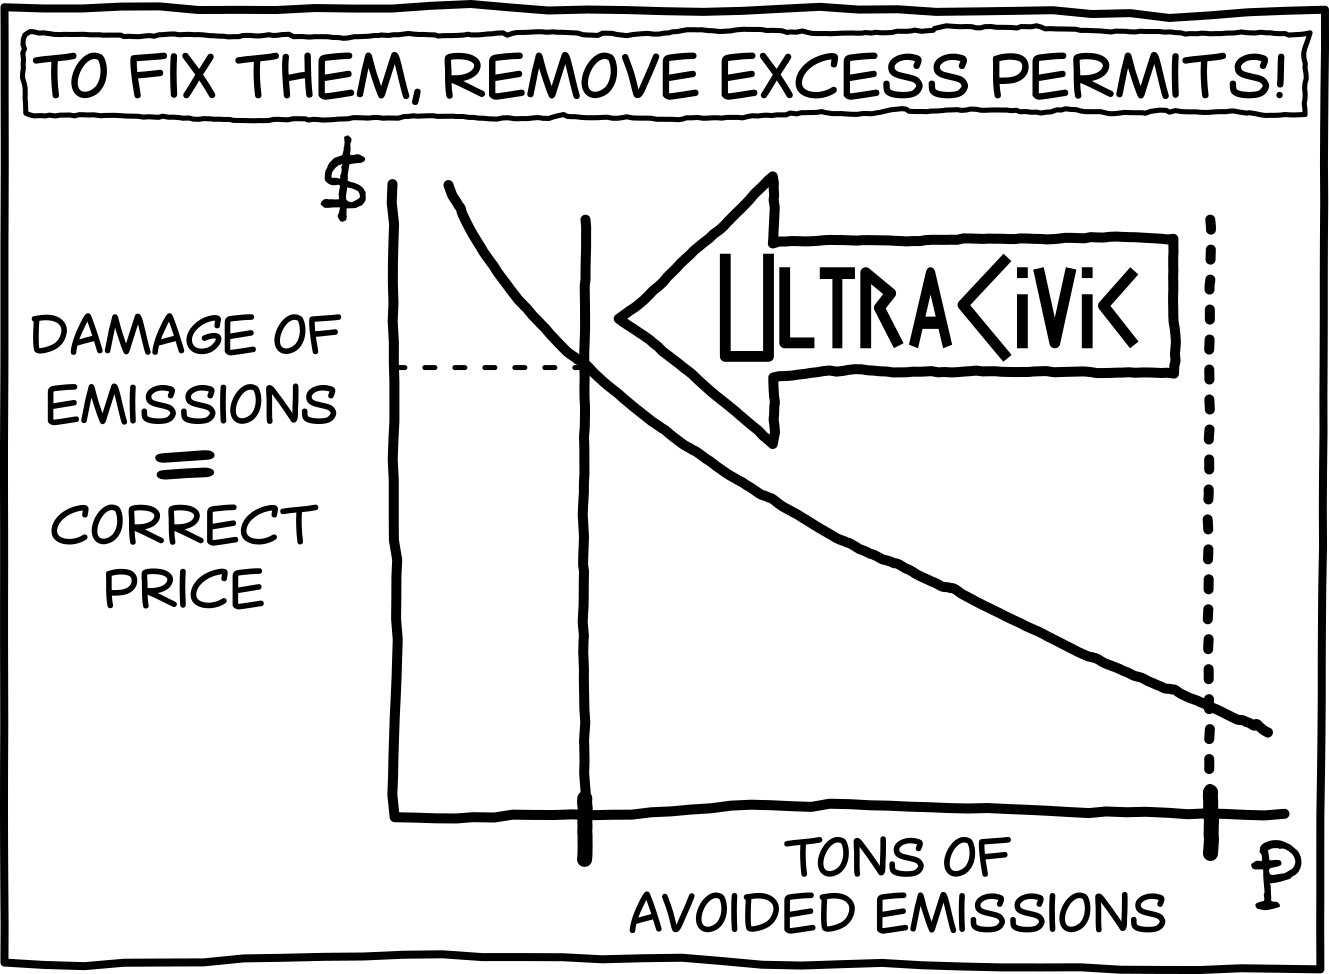 TO FIX THEM, REMOVE EXCESS PERMITS!
$
ULTRACiViC
DAMAGE OF
EMISSIONS
=
CORRECT
PRICE
TONS OF
AVOIDED EMISSIONS
P